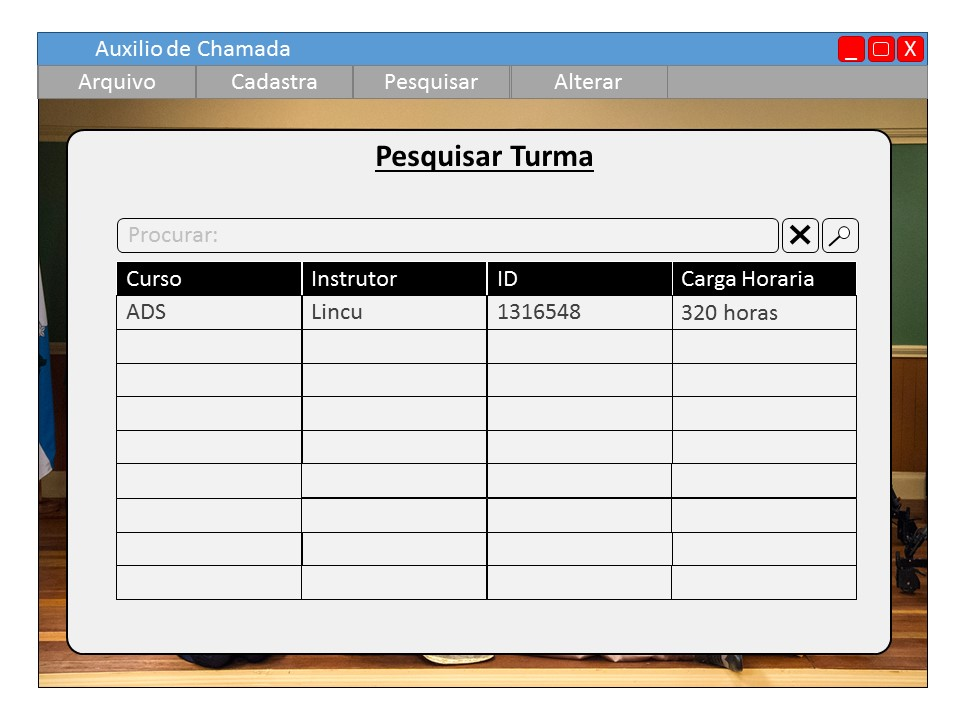 Auxilio de Chamada _ X
Arquivo Cadastra Pesquisar Alterar
Pesquisar Turma
Procurar:
Curso Instrutor ID Carga Horaria
ADS Lincu 1316548 320 horas